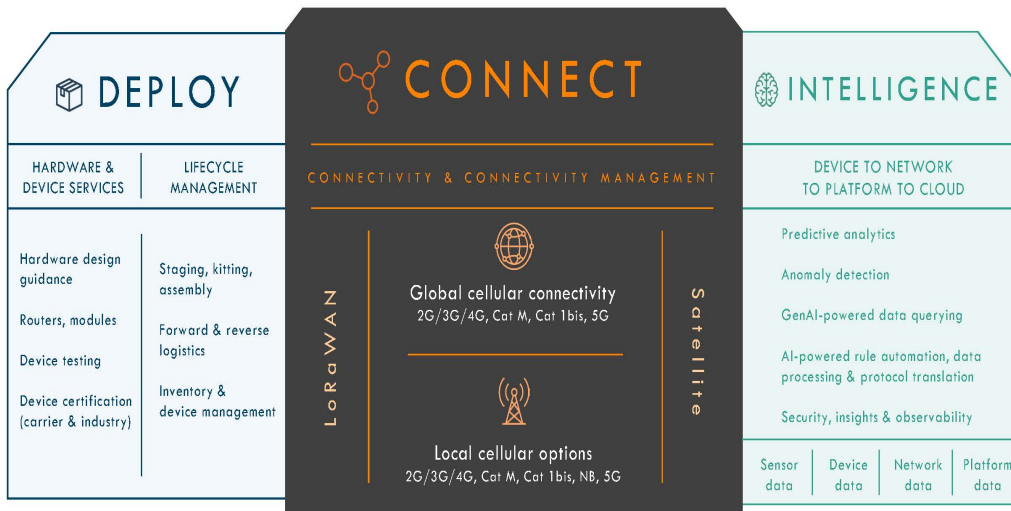 DEPLOY
HARDWARE &
DEVICE SERVICES
LIFECYCLE
MANAGEMENT
Hardware design
guidance
Routers, modules
Device testing
Device certification
(carrier & industry)
Staging, kitting,
assembly
Forward & reverse
logistics
Inventory &
device management
CONNECT
CONNECTIVITY & CONNECTIVITY MANAGEMENT
LoRaWAN
Global cellular connectivity
2G/3G/4G, Cat M, Cat 1bis, 5G
Local cellular options
2G/3G/4G, Cat M, Cat 1bis, NB, 5G
Satellite
INTELLIGENCE
DEVICE TO NETWORK
TO PLATFORM TO CLOUD
Predictive analytics
Anomaly detection
GenAI-powered data querying
AI-powered rule automation, data
processing & protocol translation
Security, insights & observability
Sensor
data
Device
data
Network
data
Platform
data